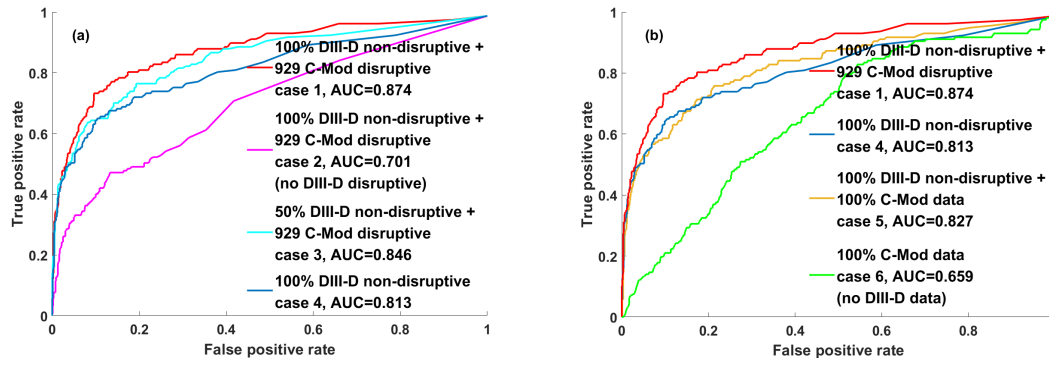 (a)
100% DIII-D non-disruptive +
929 C-Mod disruptive
case 1, AUC=0.874
100% DIII-D non-disruptive +
929 C-Mod disruptive
case 2, AUC=0.701
(no DIII-D disruptive)
50% DIII-D non-disruptive +
929 C-Mod disruptive
case 3, AUC=0.846
100% DIII-D non-disruptive
case 4, AUC=0.813
True positive rate
1
0.8
0.6
0.4
0.2
0
0
0.2
0.4
0.6
0.8
1
False positive rate
(b)
100% DIII-D non-disruptive +
929 C-Mod disruptive
case 1, AUC=0.874
100% DIII-D non-disruptive
case 4, AUC=0.813
100% DIII-D non-disruptive +
100% C-Mod data
case 5, AUC=0.827
100% C-Mod data
case 6, AUC=0.659
(no DIII-D data)
True positive rate
1
0.8
0.6
0.4
0.2
0
0
0.2
0.4
0.6
0.8
False positive rate